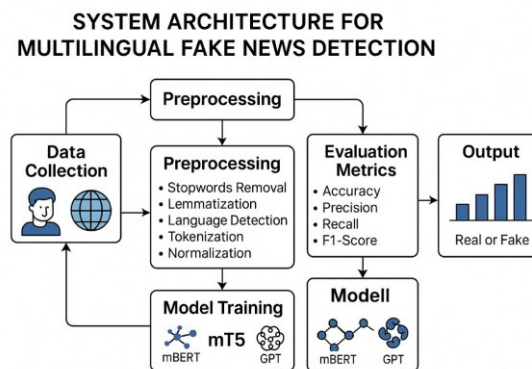 SYSTEM ARCHITECTURE FOR
MULTILINGUAL FAKE NEWS DETECTION
Preprocessing
Data
Collection
Preprocessing
• Stopwords Removal
• Lemmatization
• Language Detection
• Tokenization
• Normalization
Evaluation
Metrics
• Accuracy
• Precision
• Recall
• F1-Score
Output
Real or Fake
Model Training
mBERT
mT5
GPT
Modell
mBERT
GPT